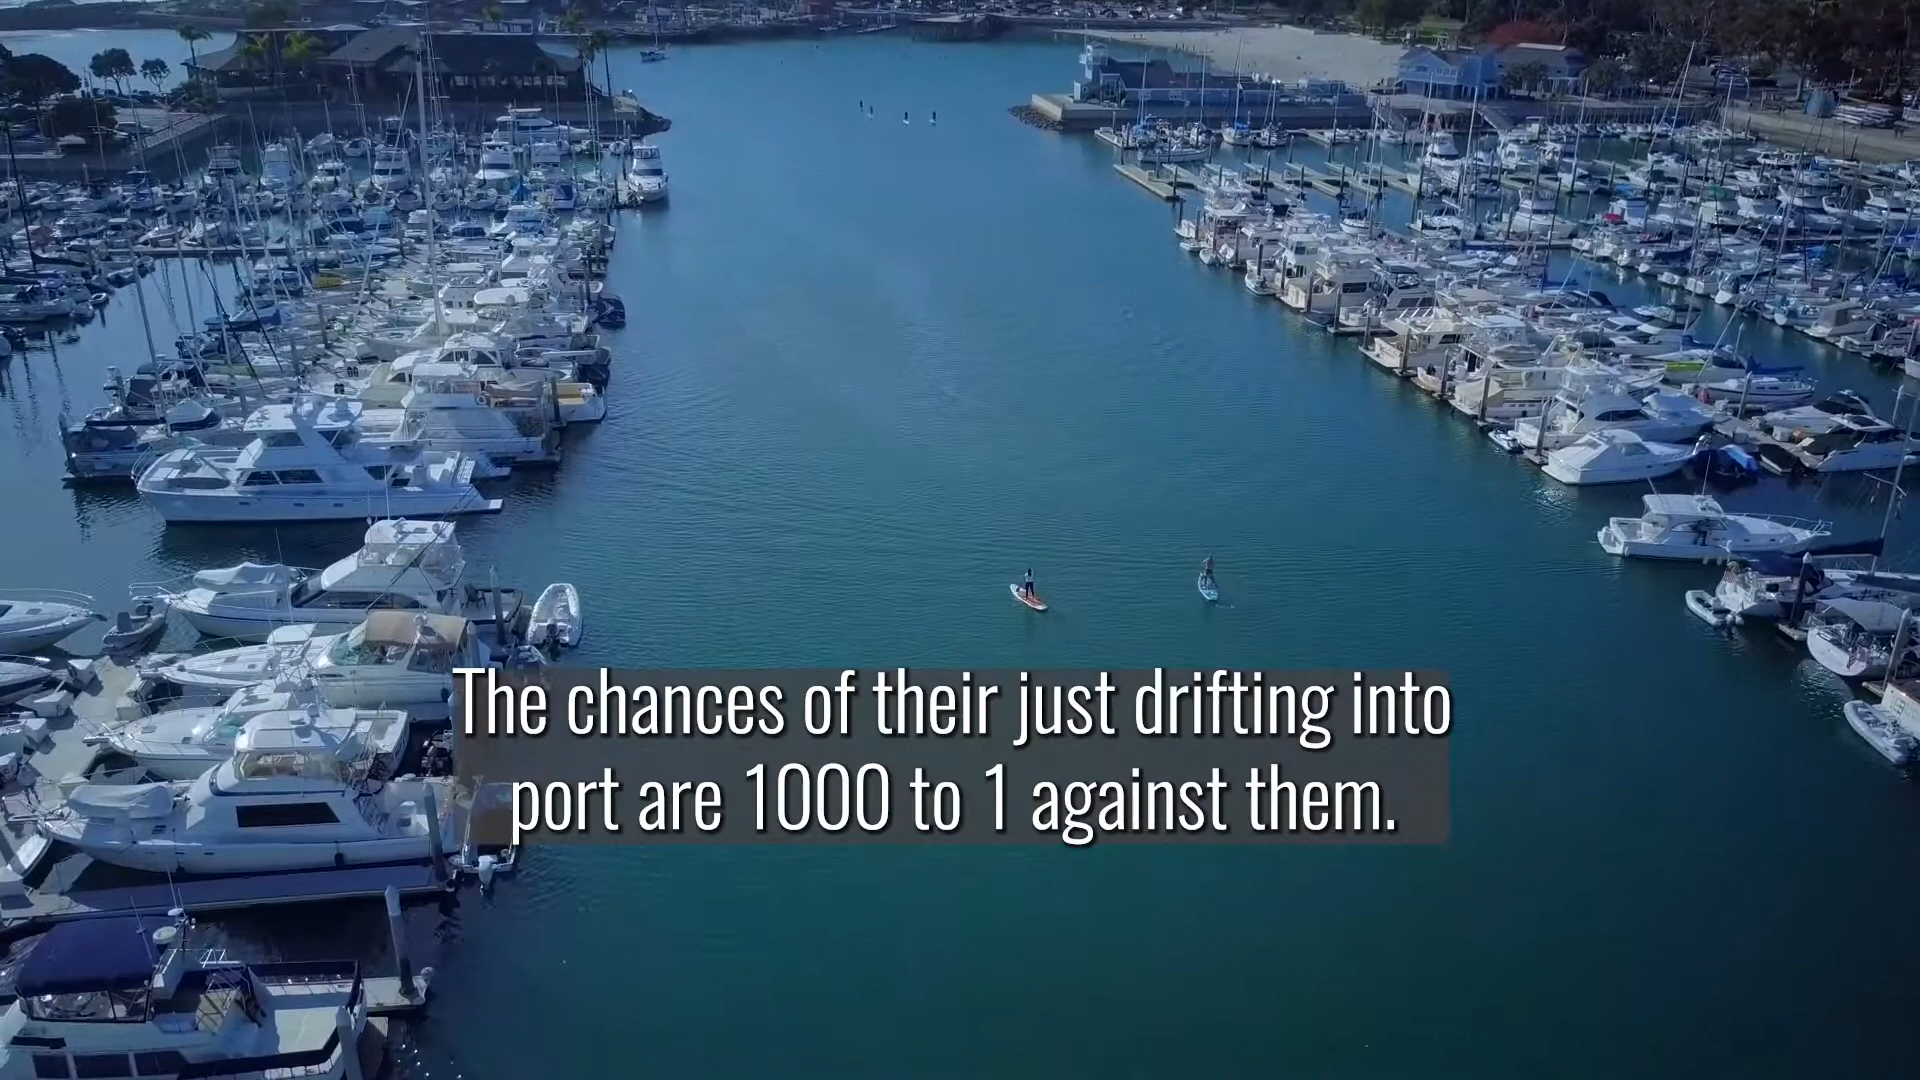 The chances of their just drifting into
port are 1000 to 1 against them.